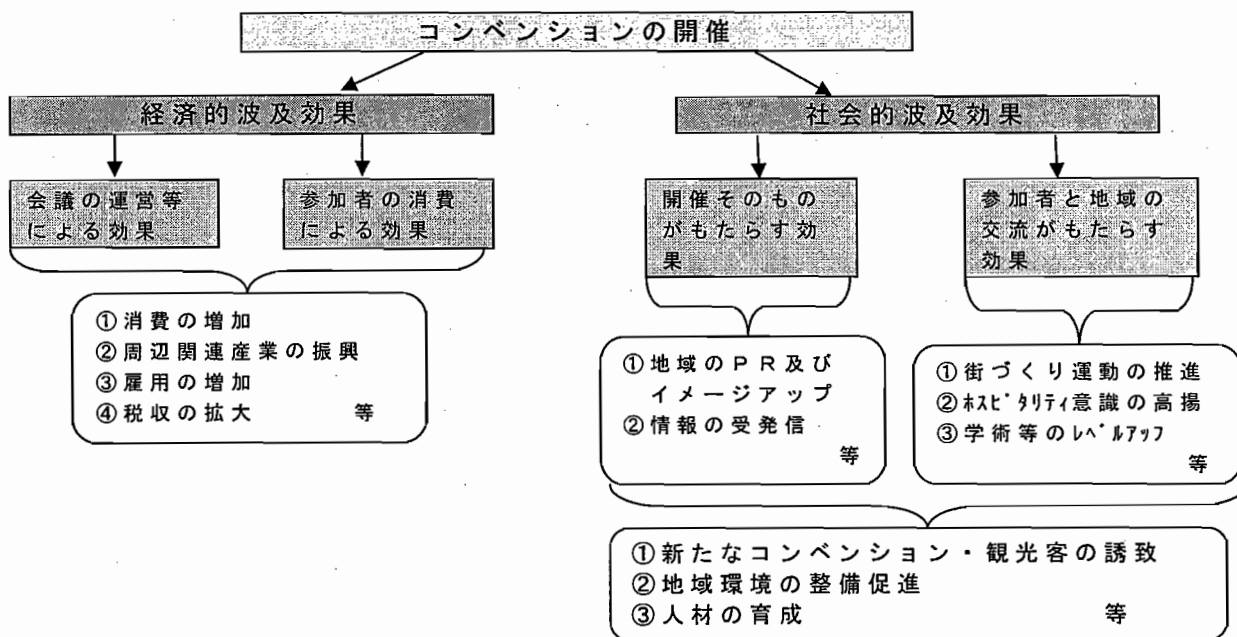 コンベンションの開催
経済的波及効果
社会的波及効果
会議の運営等
による効果
参加者の消費
による効果
開催そのもの
がもたらす効
果
参加者と地域の
交流がもたらす
効果
①消費の増加
②周辺関連産業の振興
③雇用の増加
④税収の拡大 等
①地域のPR及び
イメージアップ
②情報の受発信
等
①街づくり運動の推進
②ﾎｽﾋﾟﾀﾘﾃｨ意識の高揚
③学術等のﾚﾍﾞﾙｱｯﾌﾟ
等
①新たなコンベンション・観光客の誘致
②地域環境の整備促進
③人材の育成 等